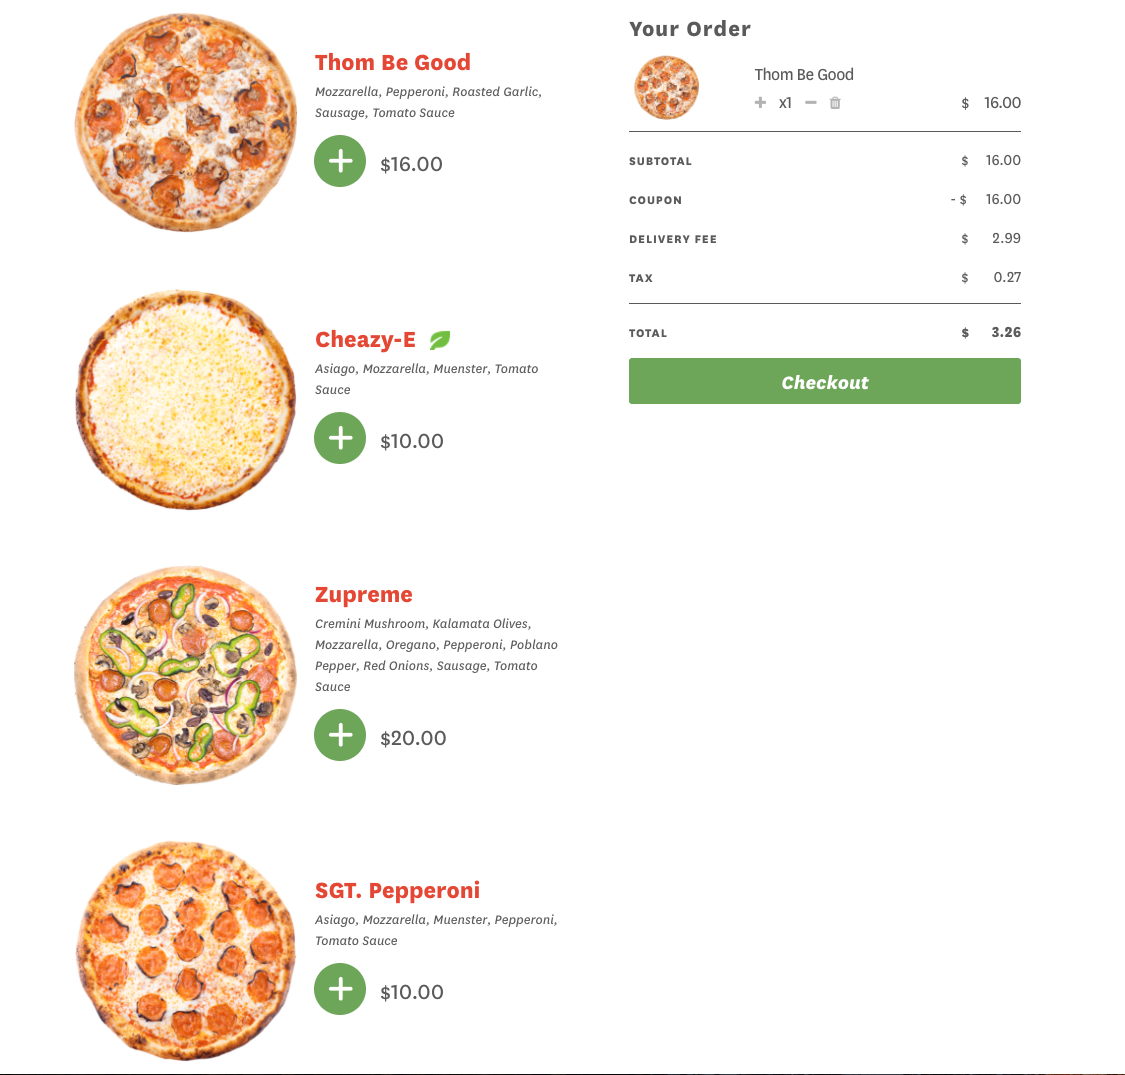 Thom Be Good
Mozzarella, Pepperoni, Roasted Garlic,
Sausage, Tomato Sauce
$16.00
Cheazy-E
Asiago, Mozzarella, Muenster, Tomato
Sauce
$10.00
Zupreme
Cremini Mushroom, Kalamata Olives,
Mozzarella, Oregano, Pepperoni, Poblano
Pepper, Red Onions, Sausage, Tomato
Sauce
$20.00
SGT. Pepperoni
Asiago, Mozzarella, Muenster, Pepperoni,
Tomato Sauce
$10.00
Your Order
Thom Be Good
x1 $ 16.00
SUBTOTAL $ 16.00
COUPON - $ 16.00
DELIVERY FEE $ 2.99
TAX $ 0.27
TOTAL $ 3.26
Checkout